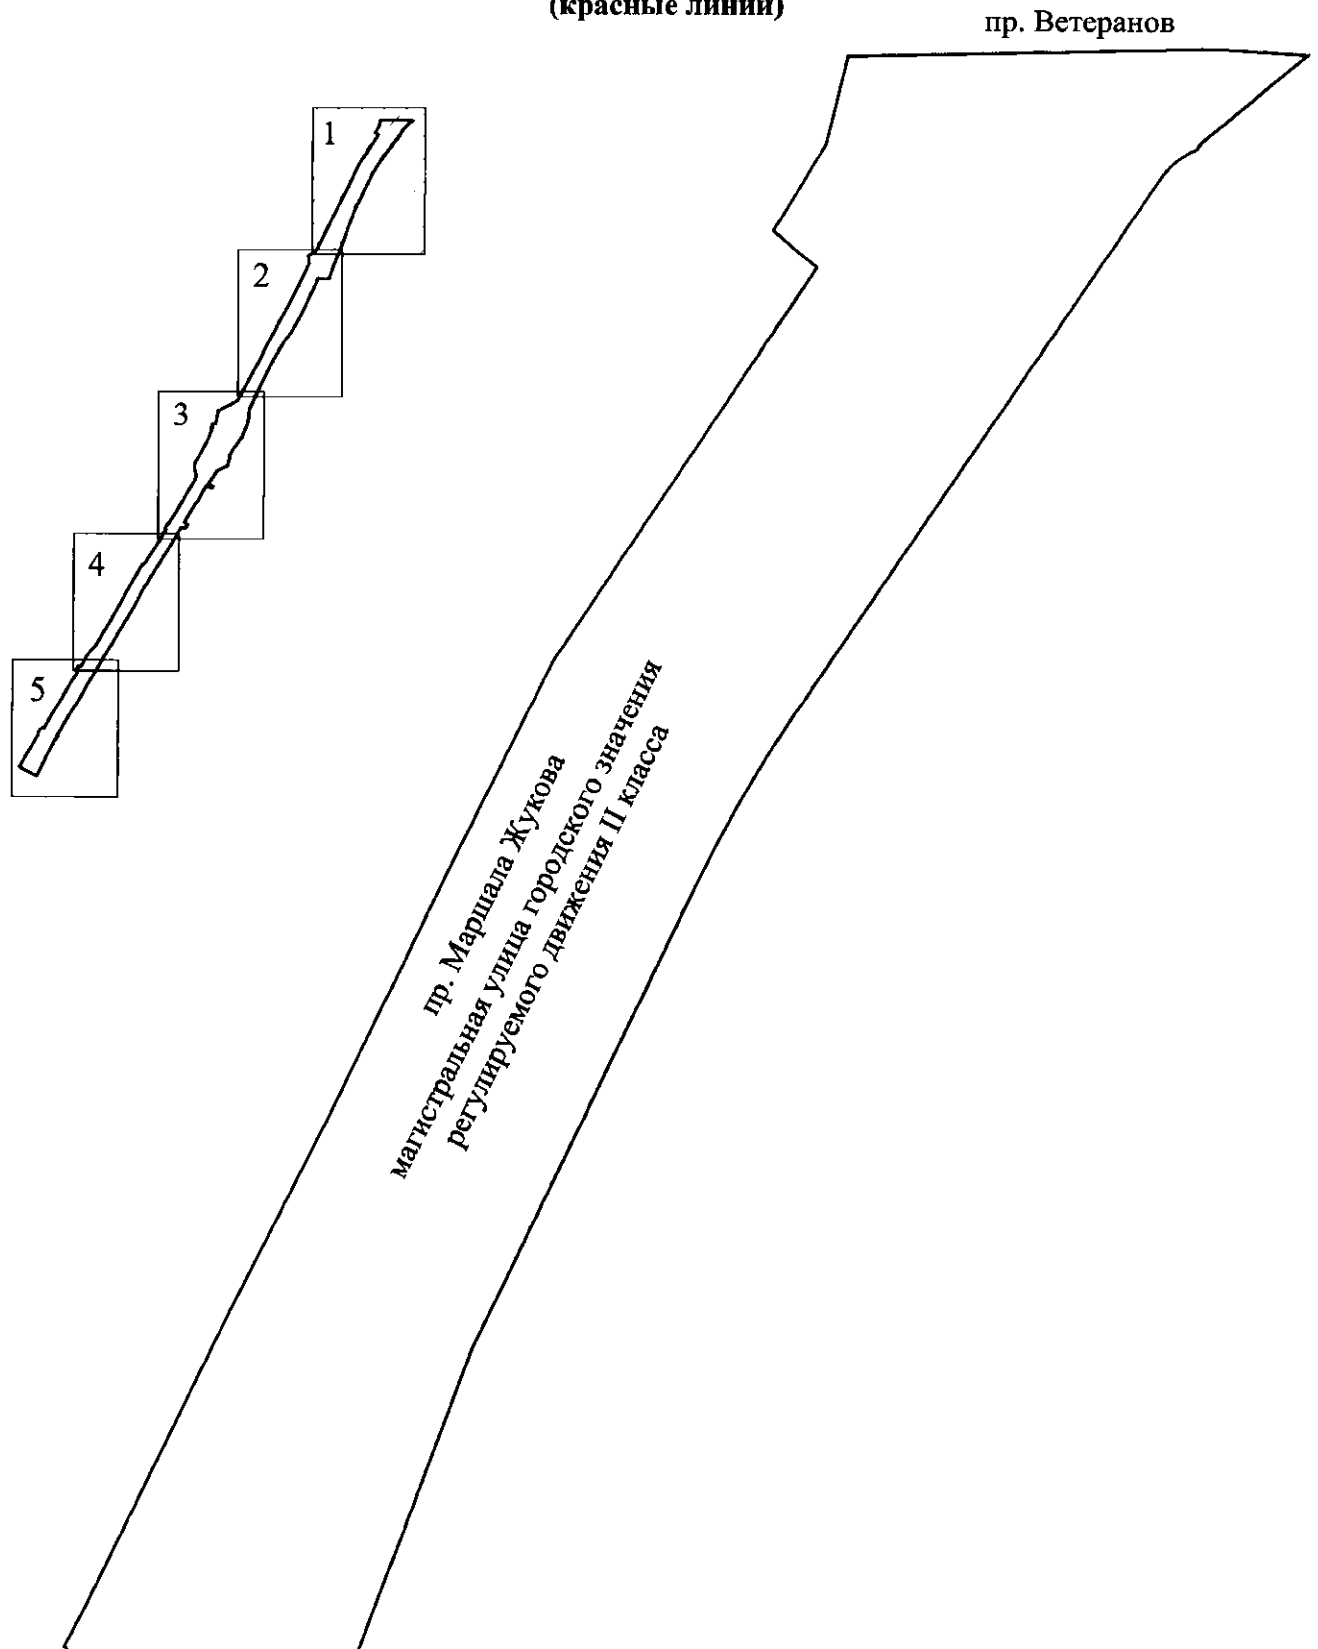 (красные линии)
пр. Ветеранов
1
2
3
4
5
пр. Маршала Жукова
магистральная улица городского значения
регулируемого движения II класса